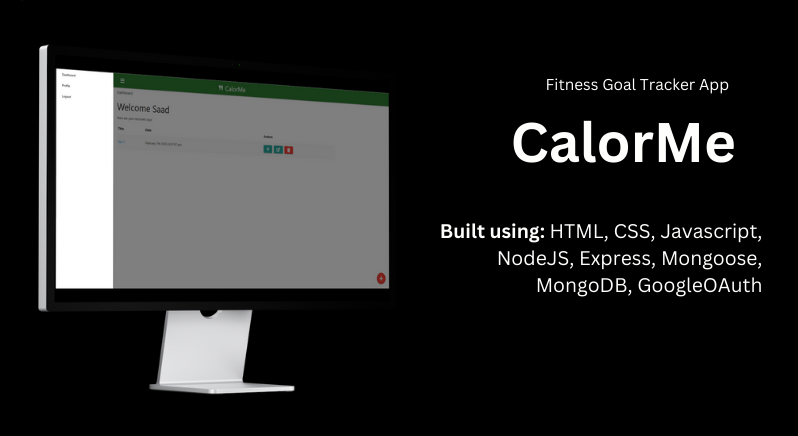 Dashboard
Profile
Logout
CalorMe
Dashboard
Welcome Saad
Title
Date
Actions
Fitness Goal Tracker App
CalorMe
Built using: HTML, CSS, Javascript,
NodeJS, Express, Mongoose,
MongoDB, GoogleOAuth